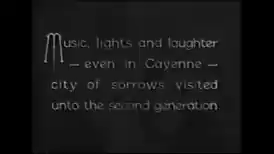 Music, lights and laughter
— even in Cayenne —
city of sorrows visited
unto the second generation